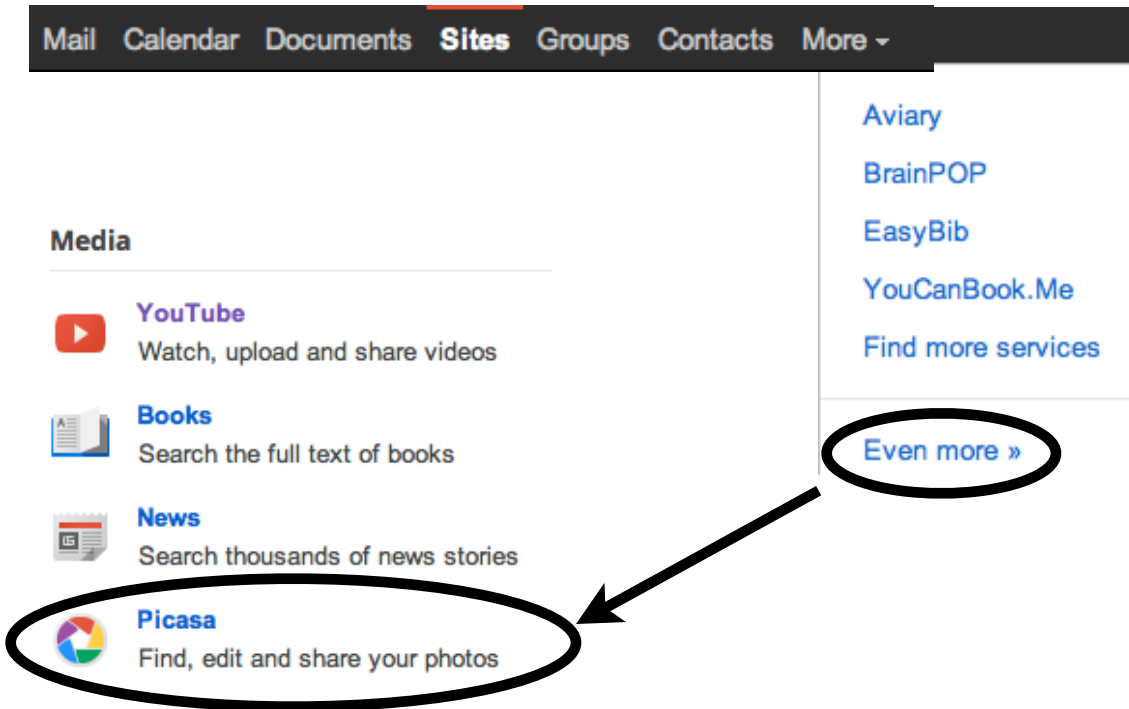 Mail Calendar Documents Sites Groups Contacts More
Aviary
BrainPOP
EasyBib
YouCanBook.Me
Find more services
Even more »
Media
YouTube
Watch, upload and share videos
Books
Search the full text of books
News
Search thousands of news stories
Picasa
Find, edit and share your photos